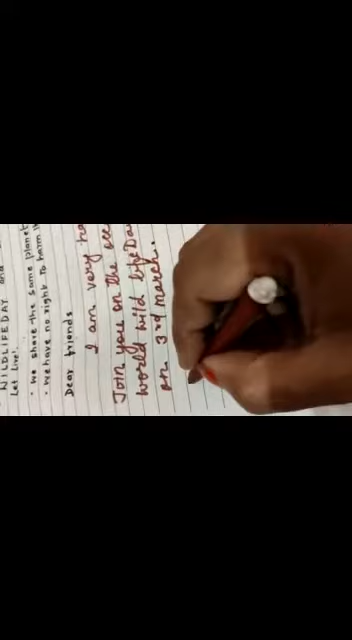 WILDLIFE DAY and
Let live!
• We share the same planet
• We have no right to harm
Dear friends
I am very
Join you on the
world wild life Day
on 3rd march.